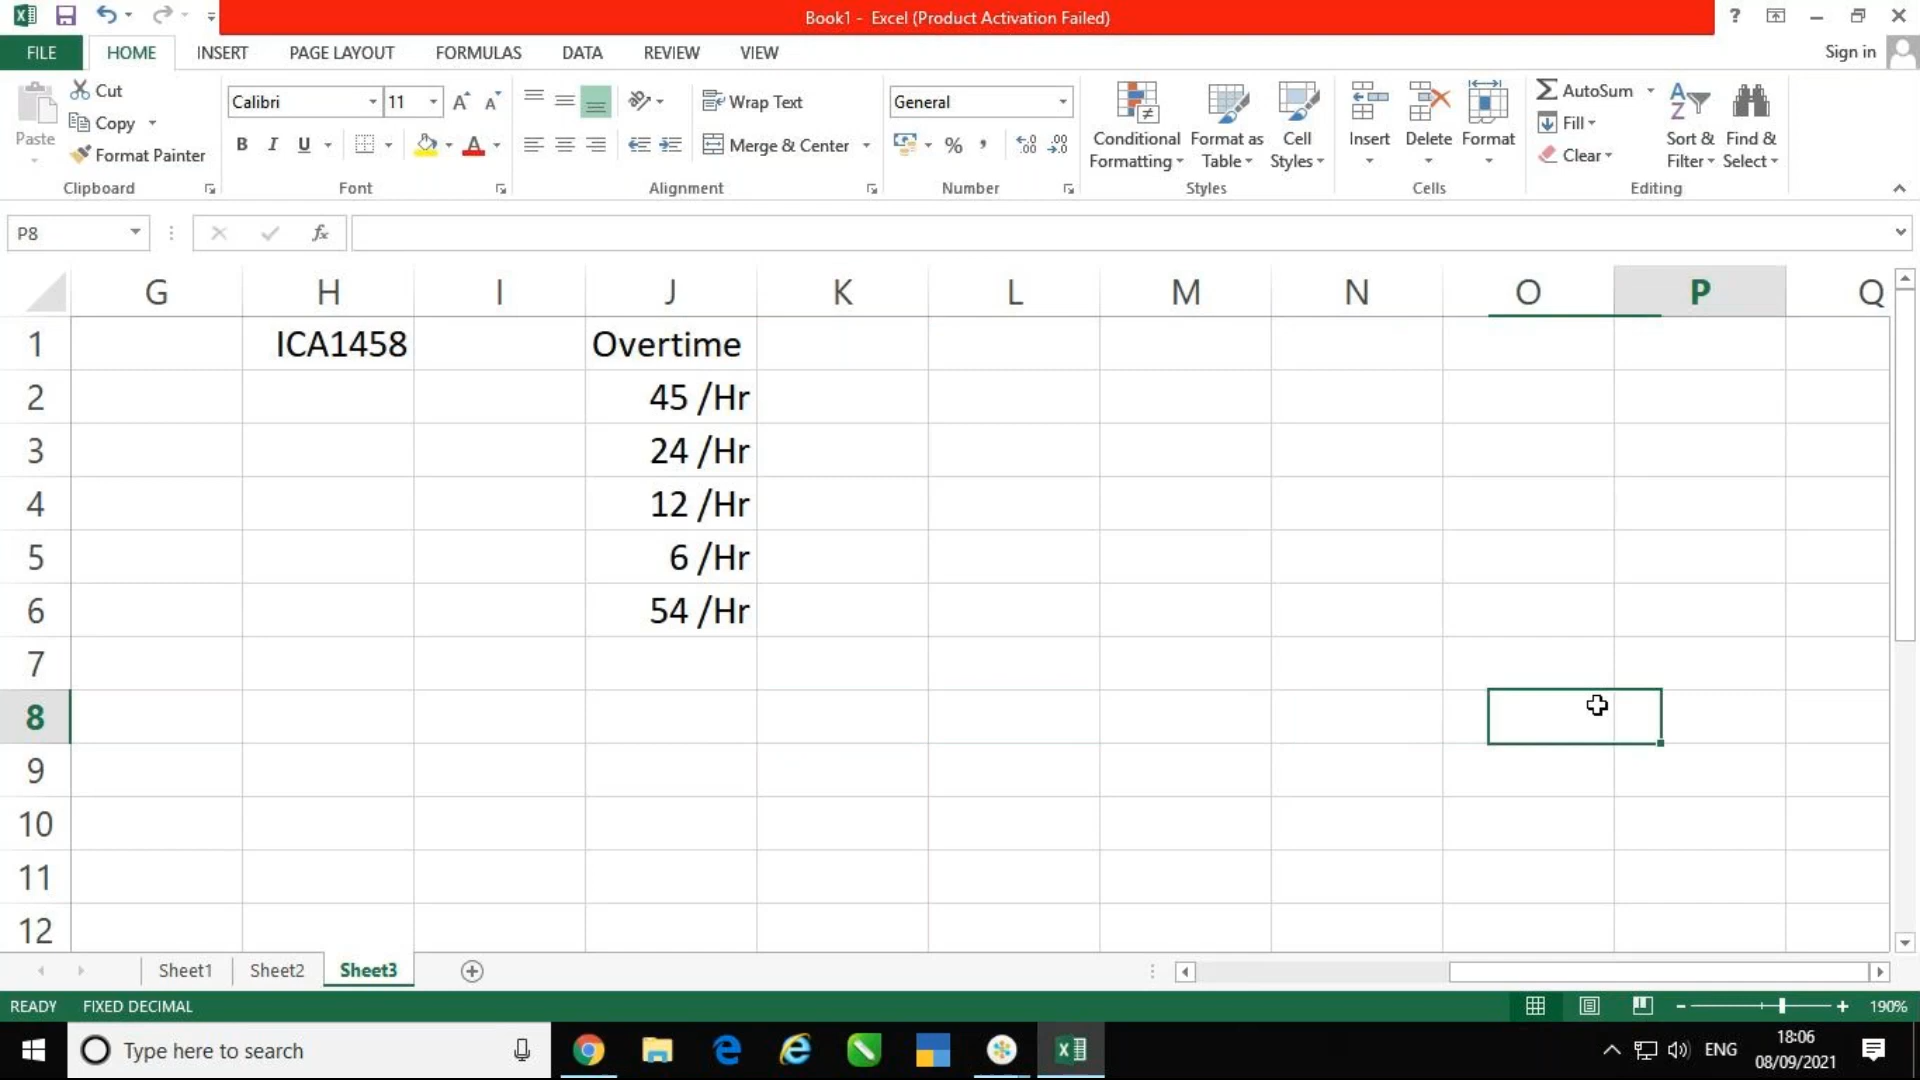 Book1 - Excel (Product Activation Failed)
?
FILE HOME INSERT PAGE LAYOUT FORMULAS DATA REVIEW VIEW
Sign in
Paste
Cut
Copy
Format Painter
Clipboard
Calibri 11
B I U
Font
Wrap Text
Merge & Center
Alignment
General
%
Number
Conditional Formatting
Format as Table
Cell Styles
Styles
Insert Delete Format
Cells
AutoSum
Fill
Clear
Sort & Filter
Find & Select
Editing
P8
fx
G H I J K L M N O P Q
1 ICA1458 Overtime
2 45 /Hr
3 24 /Hr
4 12 /Hr
5 6 /Hr
6 54 /Hr
7
8
9
10
11
12
Sheet1 Sheet2 Sheet3
READY FIXED DECIMAL
190%
Type here to search
ENG
18:06
08/09/2021